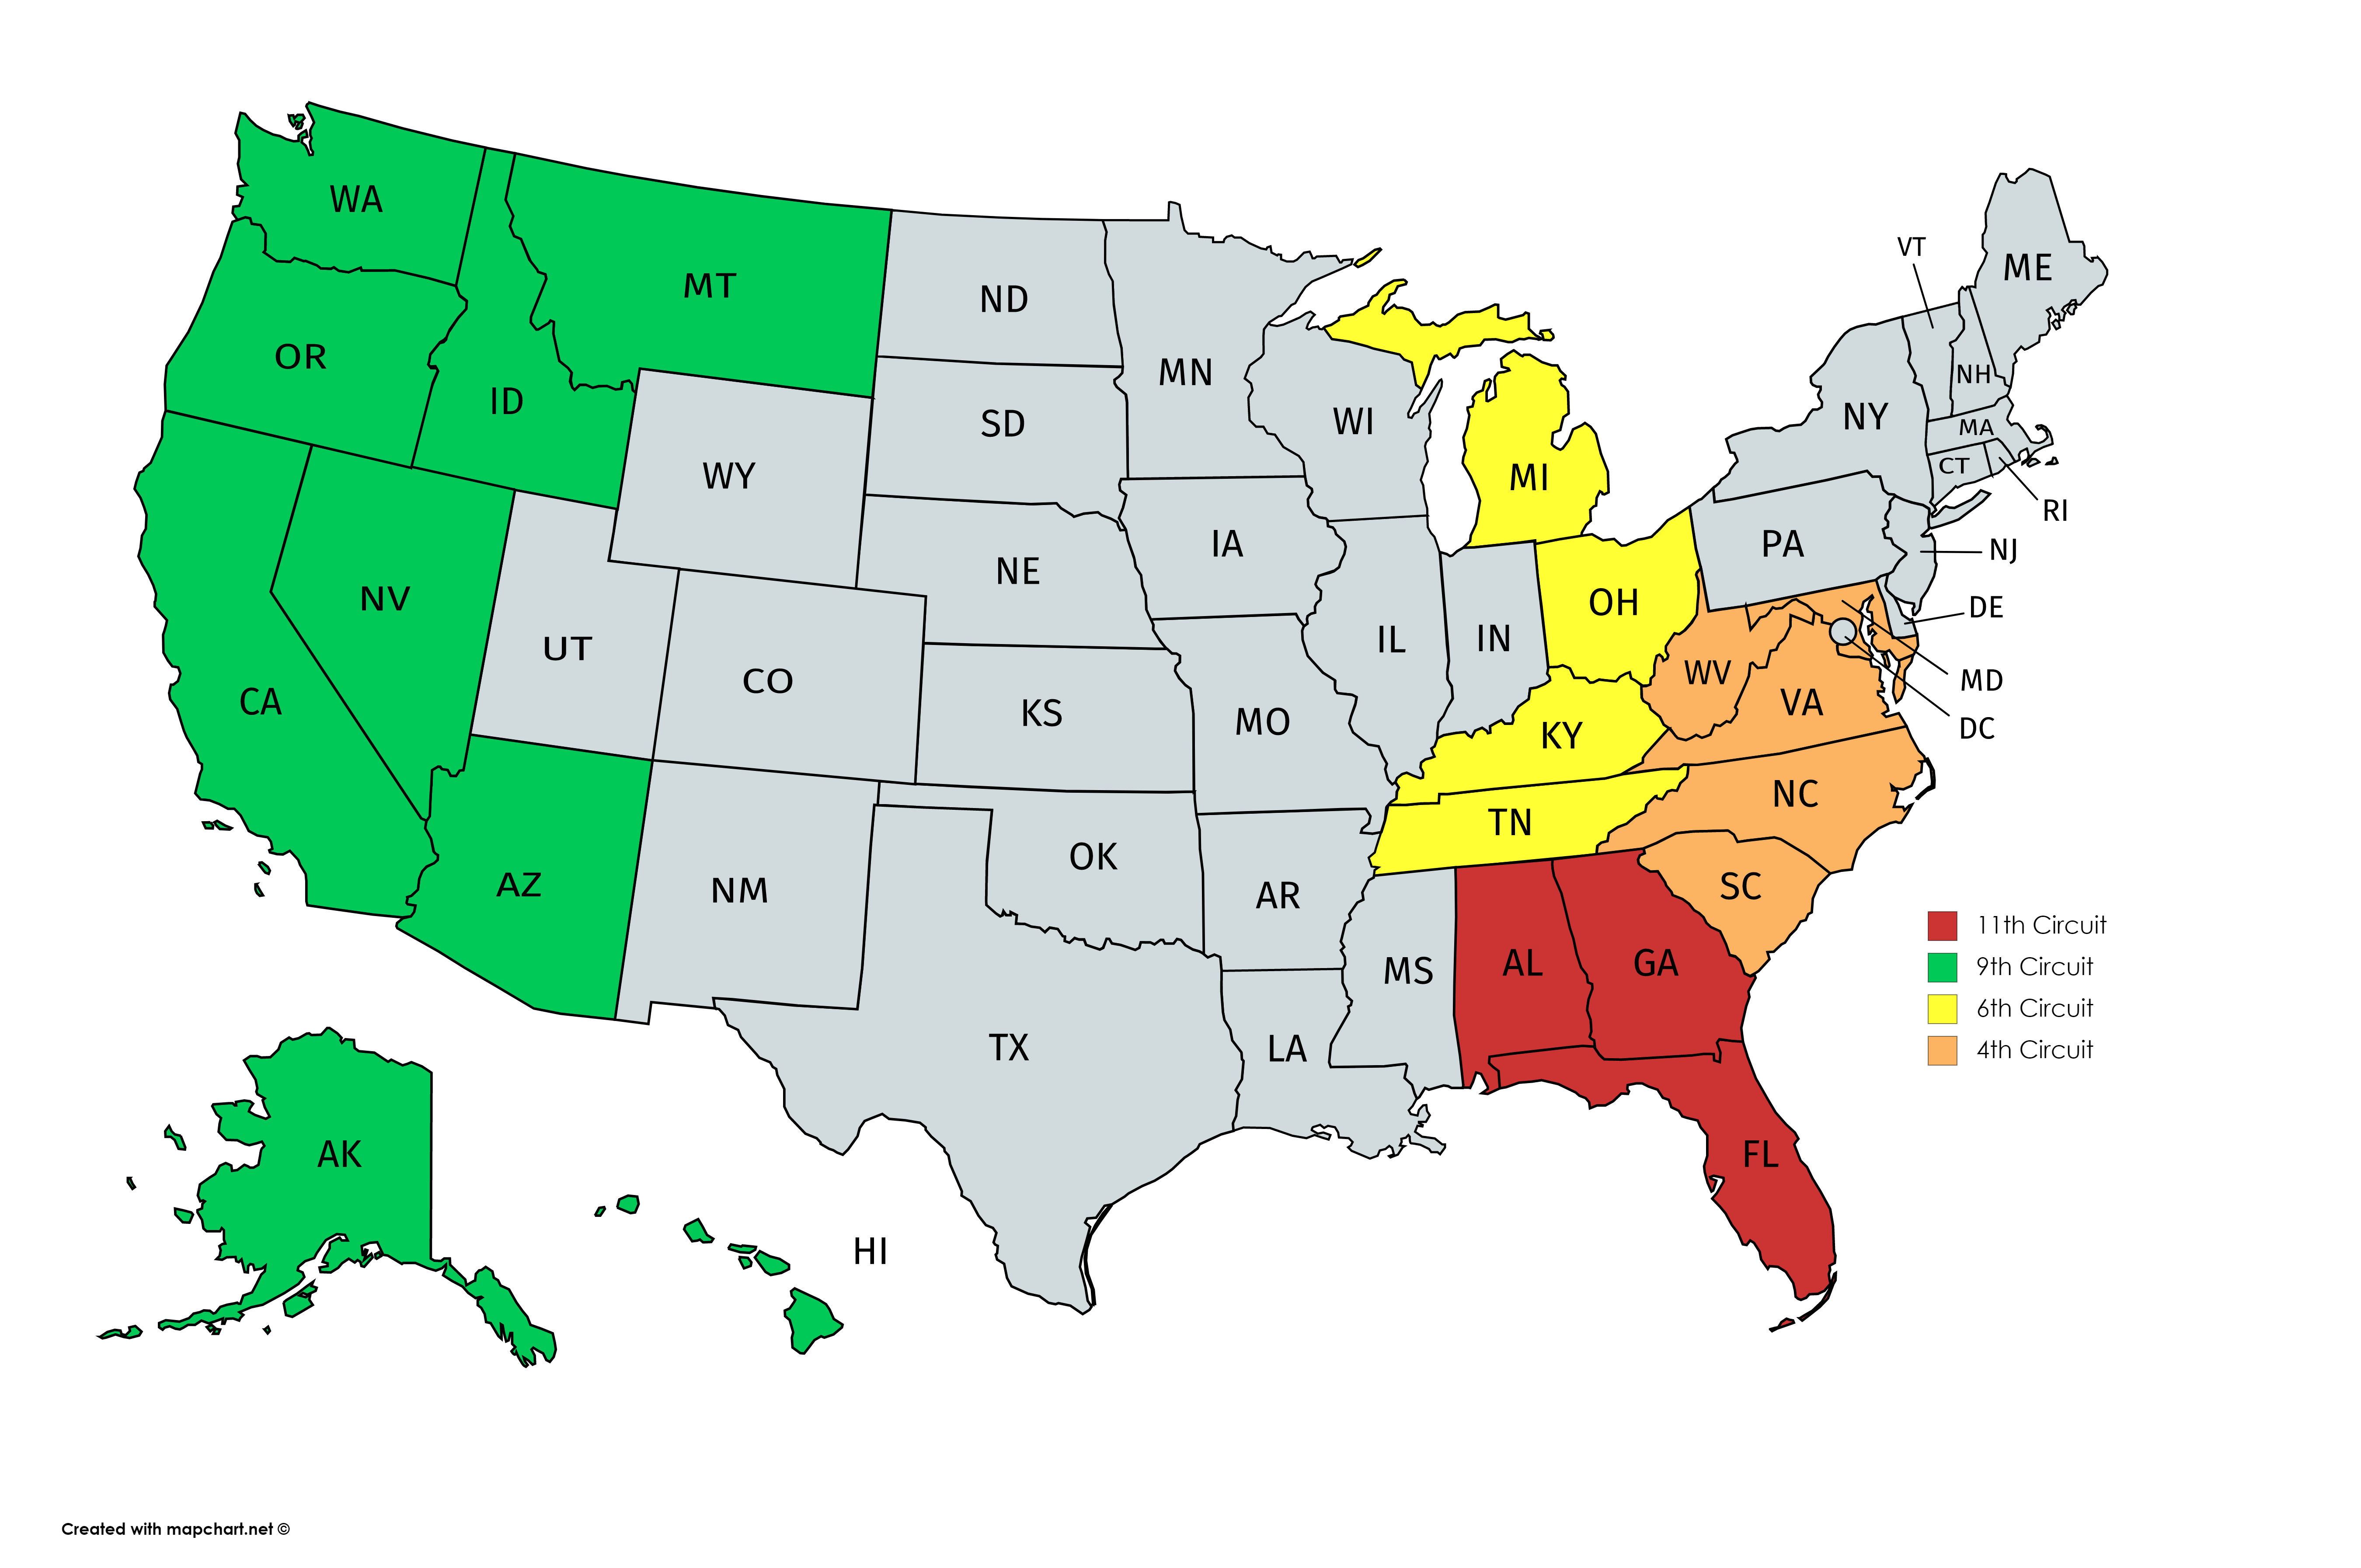 WA
MT
ND
VT
ME
OR
MN
ID
NH
SD
WI
NY
MA
WY
CT
MI
RI
IA
PA
NJ
NE
NV
OH
DE
UT
IL
IN
WV
CO
MD
CA
VA
KS
MO
DC
KY
NC
TN
OK
AZ
SC
NM
AR
11th Circuit
AL
GA
9th Circuit
MS
6th Circuit
TX
LA
4th Circuit
AK
FL
HI
Created with mapchart.net ©